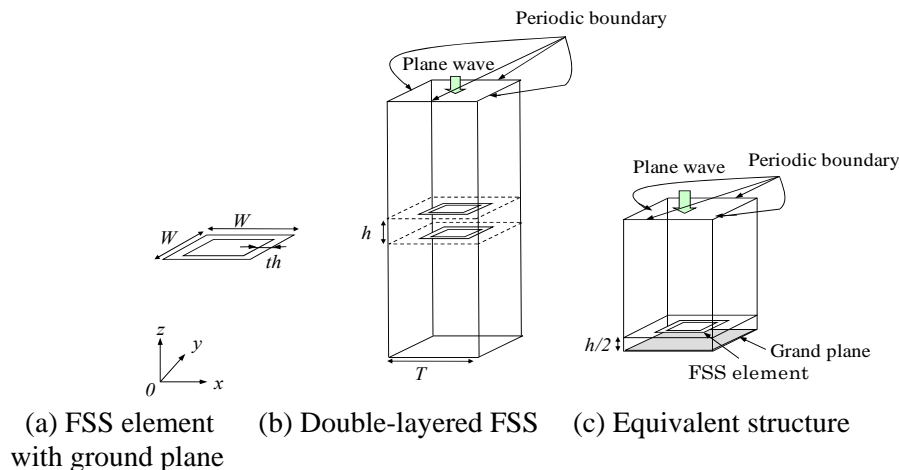 Periodic boundary
Plane wave
Periodic boundary
Plane wave
W
W
th
h
h/2
Grand plane
FSS element
T
z
y
x
0
(a) FSS element
with ground plane
(b) Double-layered FSS
(c) Equivalent structure